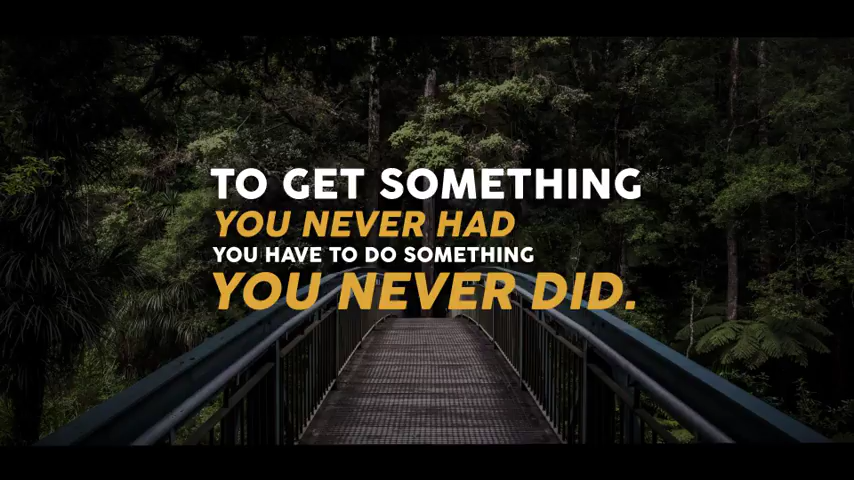 TO GET SOMETHING
YOU NEVER HAD
YOU HAVE TO DO SOMETHING
YOU NEVER DID.